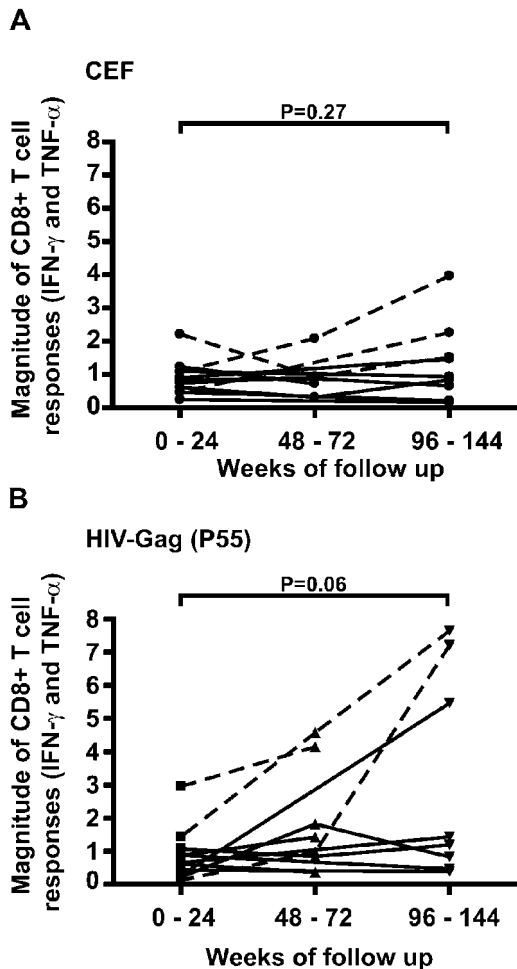 A
CEF
P=0.27
Magnitude of CD8+ T cell
responses (IFN-γ and TNF-α)
8
7
6
5
4
3
2
1
0
0 - 24 48 - 72 96 - 144
Weeks of follow up
B
HIV-Gag (P55)
P=0.06
Magnitude of CD8+ T cell
responses (IFN-γ and TNF-α)
8
7
6
5
4
3
2
1
0
0 - 24 48 - 72 96 - 144
Weeks of follow up